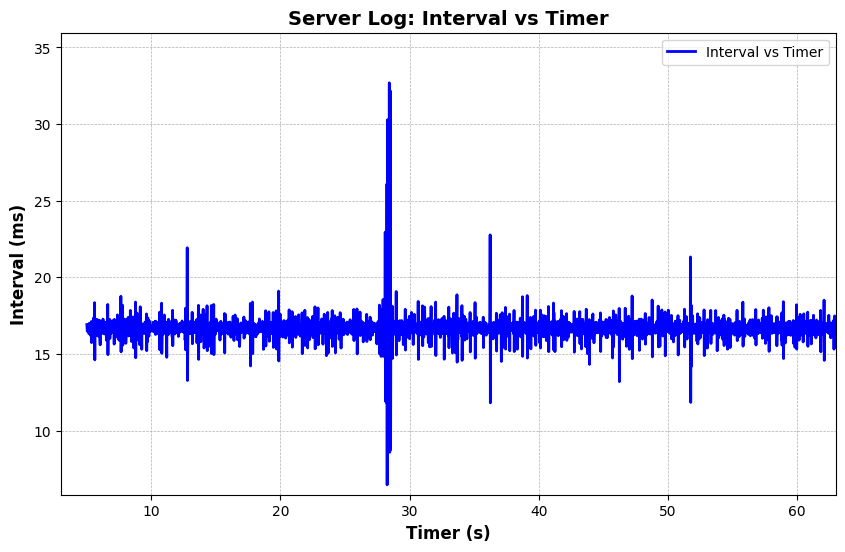 Server Log: Interval vs Timer
Interval vs Timer
35
30
25
20
15
10
Interval (ms)
10 20 30 40 50 60
Timer (s)